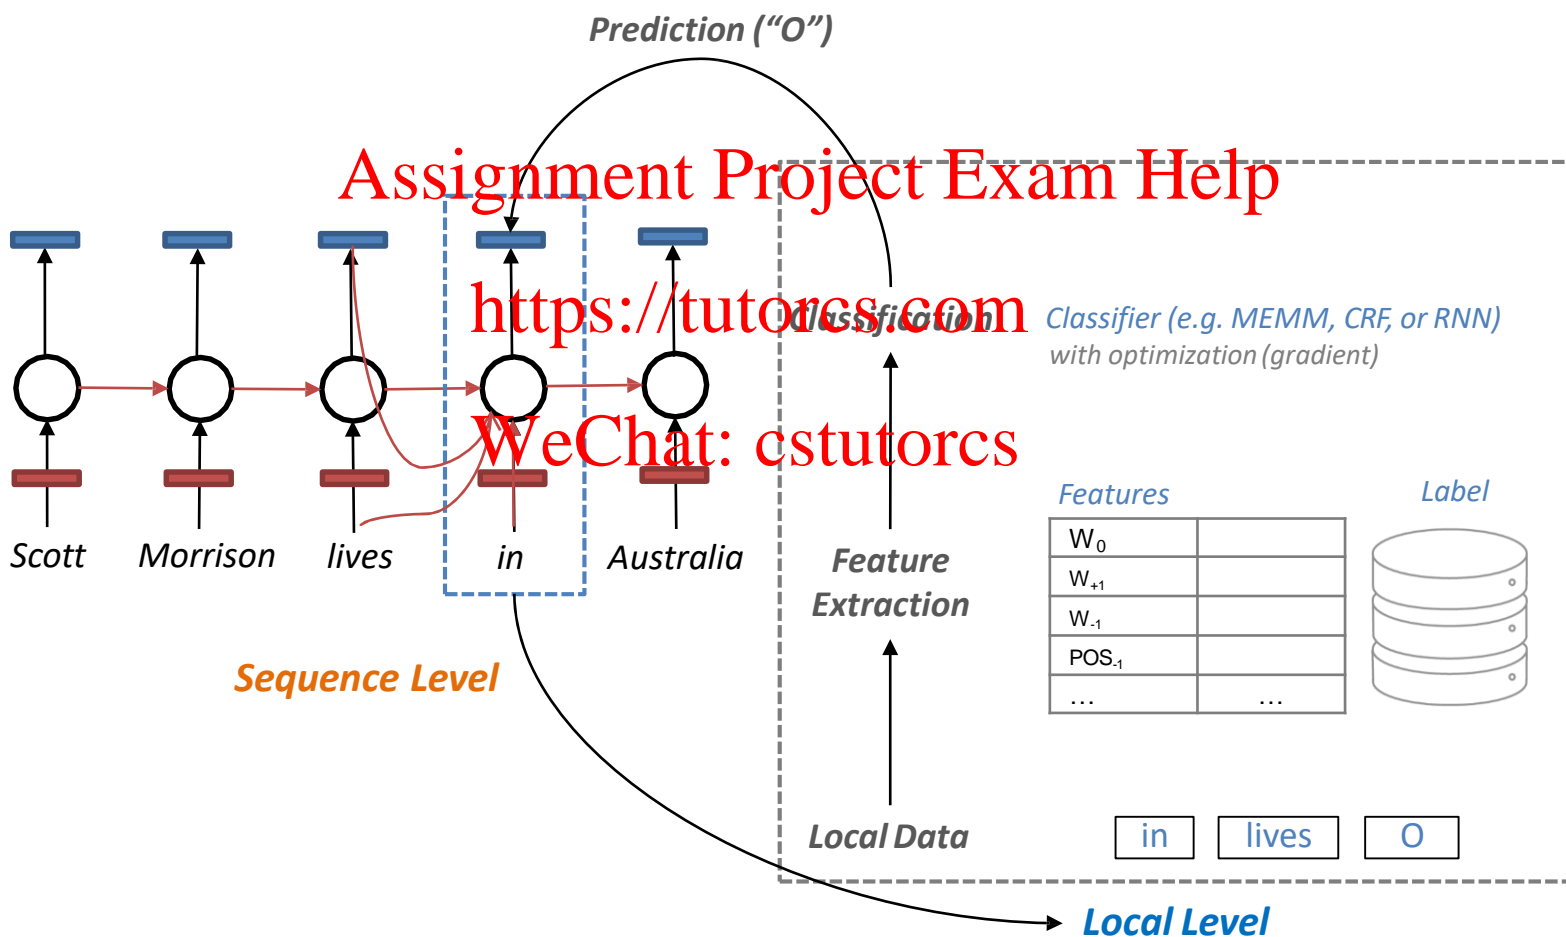 Prediction (“O”)
Assignment Project Exam Help
https://tutorcs.com
Classification
Classifier (e.g. MEMM, CRF, or RNN)
with optimization (gradient)
WeChat: cstutorcs
Features
Label
W0
W+1
W-1
POS-1
… …
Scott Morrison lives in Australia
Feature
Extraction
Sequence Level
Local Data
in lives O
Local Level